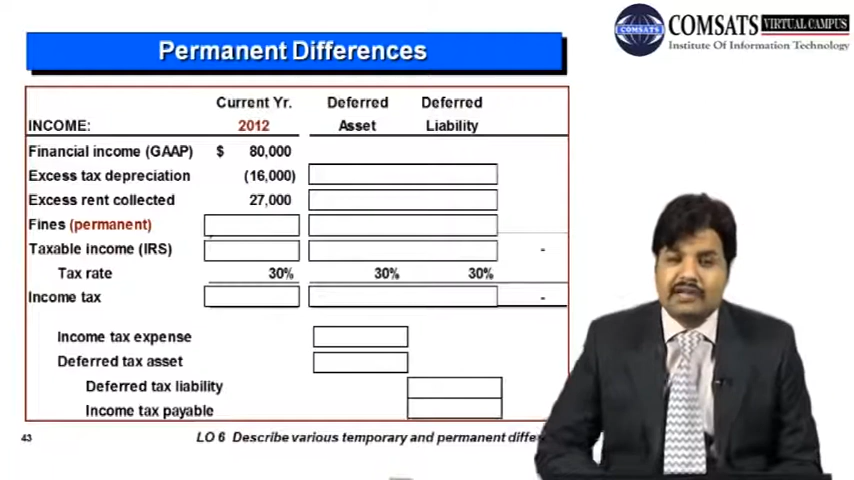 Permanent Differences
COMSATS VIRTUAL CAMPUS
Institute Of Information Technology
COMSATS
Current Yr. Deferred Deferred
INCOME: 2012 Asset Liability
Financial income (GAAP) $ 80,000
Excess tax depreciation (16,000)
Excess rent collected 27,000
Fines (permanent)
Taxable income (IRS) -
Tax rate 30% 30% 30%
Income tax -
Income tax expense
Deferred tax asset
Deferred tax liability
Income tax payable
43 LO 6 Describe various temporary and permanent diffe